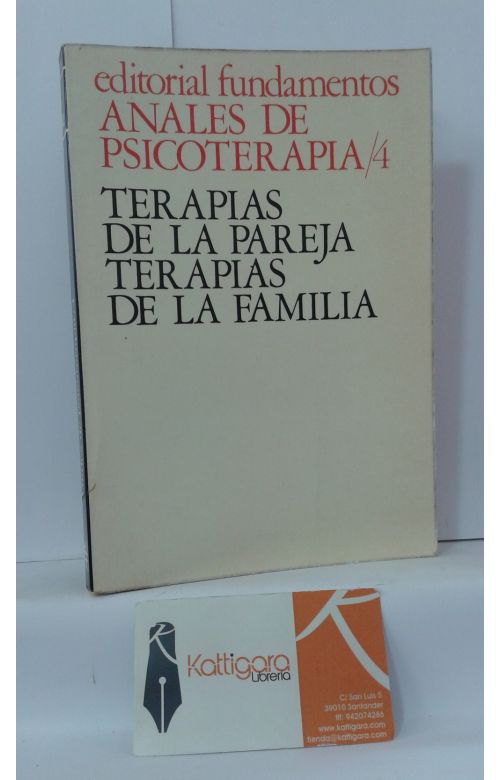 editorial fundamentos
ANALES DE
PSICOTERAPIA/4
TERAPIAS
DE LA PAREJA
TERAPIAS
DE LA FAMILIA
Kattigara
Librería
C/ San Luis 5
39010 Santander
tlf: 942074286
www.kattigara.com
tienda@kattigara.com